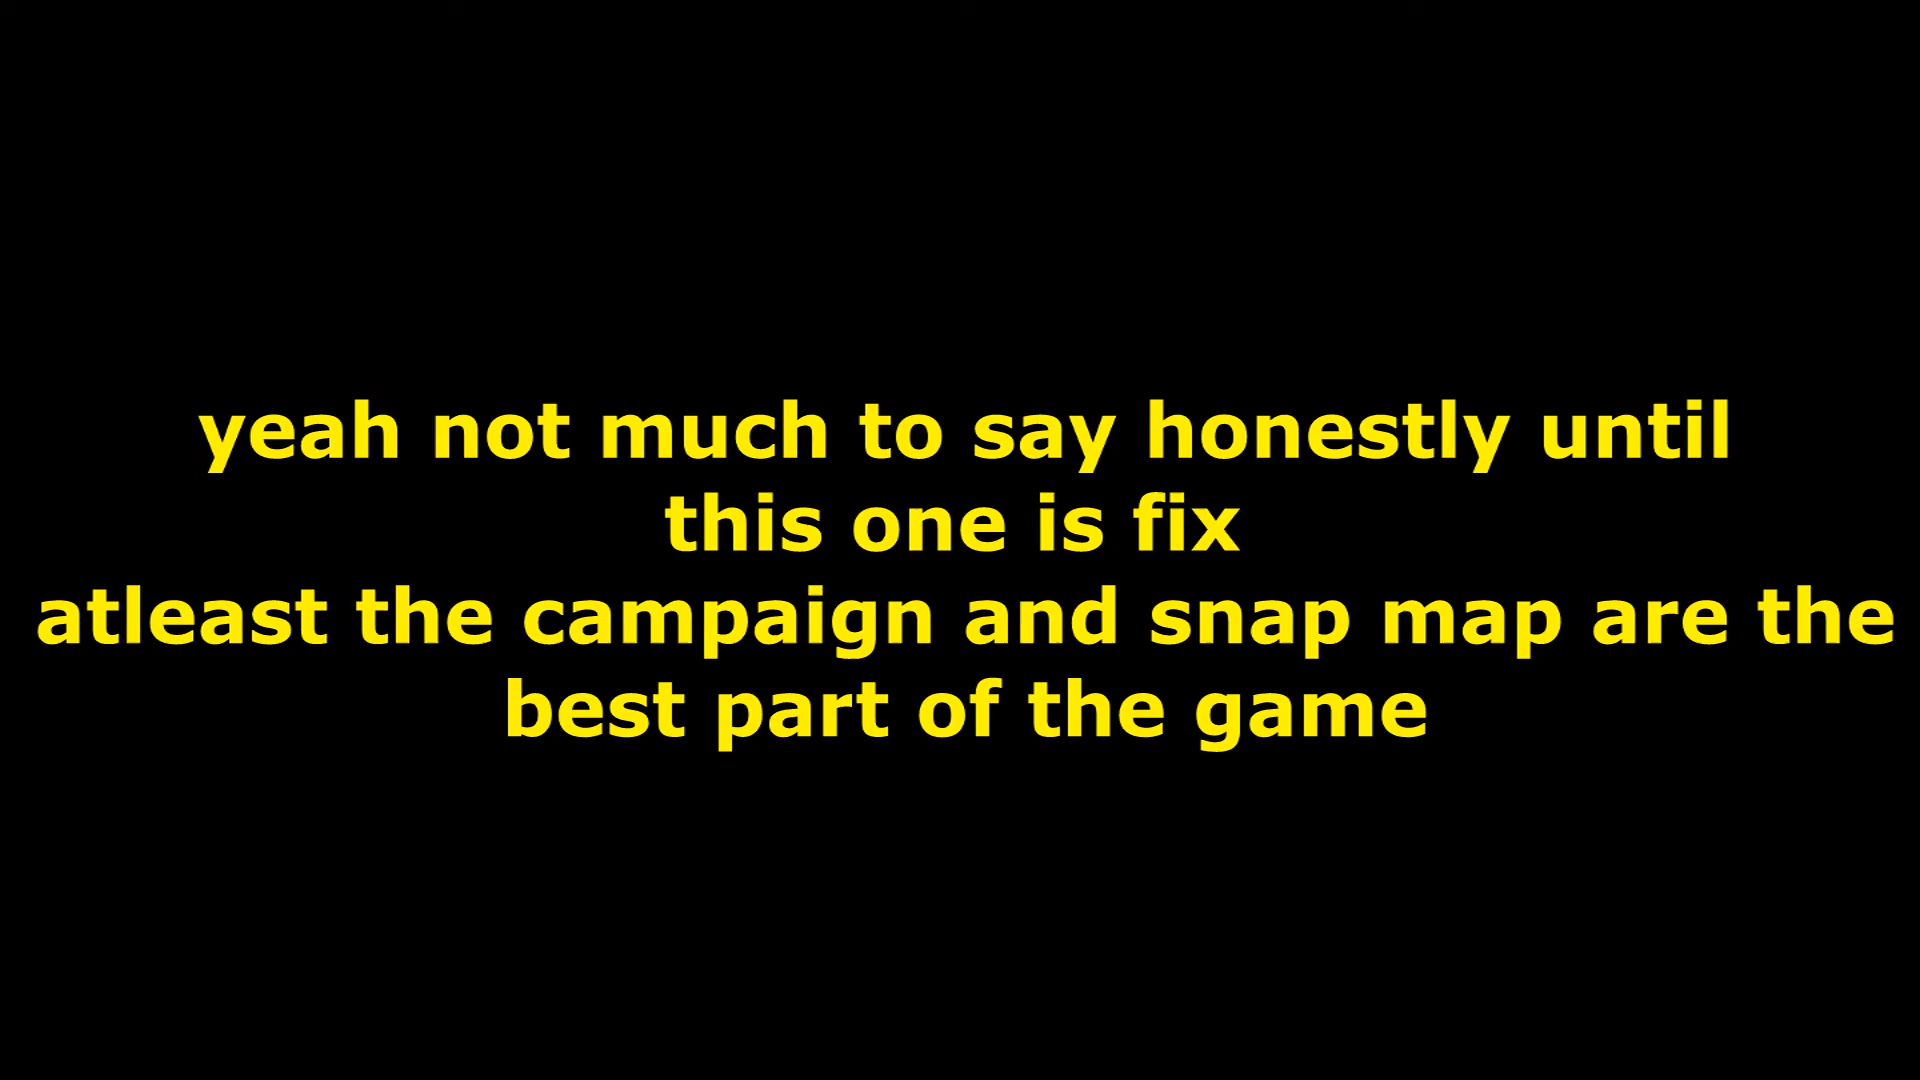 yeah not much to say honestly until
this one is fix
atleast the campaign and snap map are the
best part of the game